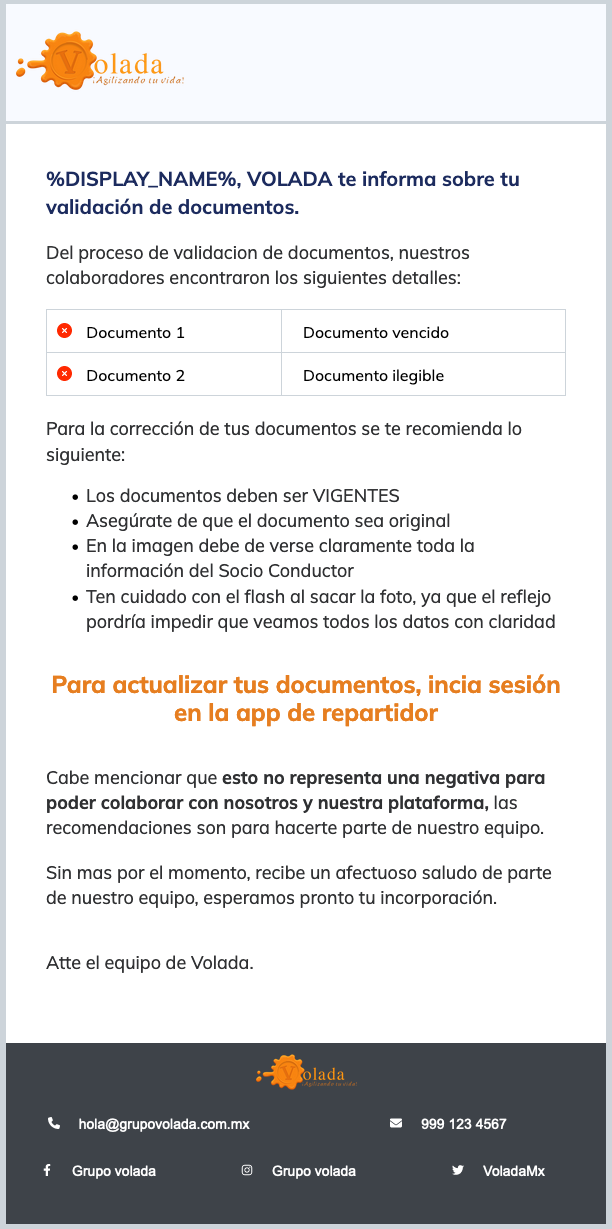 Volada
¡Agilizando tu vida!
%DISPLAY_NAME%, VOLADA te informa sobre tu
validación de documentos.
Del proceso de validacion de documentos, nuestros
colaboradores encontraron los siguientes detalles:
Documento 1 Documento vencido
Documento 2 Documento ilegible
Para la corrección de tus documentos se te recomienda lo
siguiente:
• Los documentos deben ser VIGENTES
• Asegúrate de que el documento sea original
• En la imagen debe de verse claramente toda la
información del Socio Conductor
• Ten cuidado con el flash al sacar la foto, ya que el reflejo
pordría impedir que veamos todos los datos con claridad
Para actualizar tus documentos, incia sesión
en la app de repartidor
Cabe mencionar que esto no representa una negativa para
poder colaborar con nosotros y nuestra plataforma, las
recomendaciones son para hacerte parte de nuestro equipo.
Sin mas por el momento, recibe un afectuoso saludo de parte
de nuestro equipo, esperamos pronto tu incorporación.
Atte el equipo de Volada.
Volada
¡Agilizando tu vida!
hola@grupovolada.com.mx 999 123 4567
Grupo volada Grupo volada VoladaMx